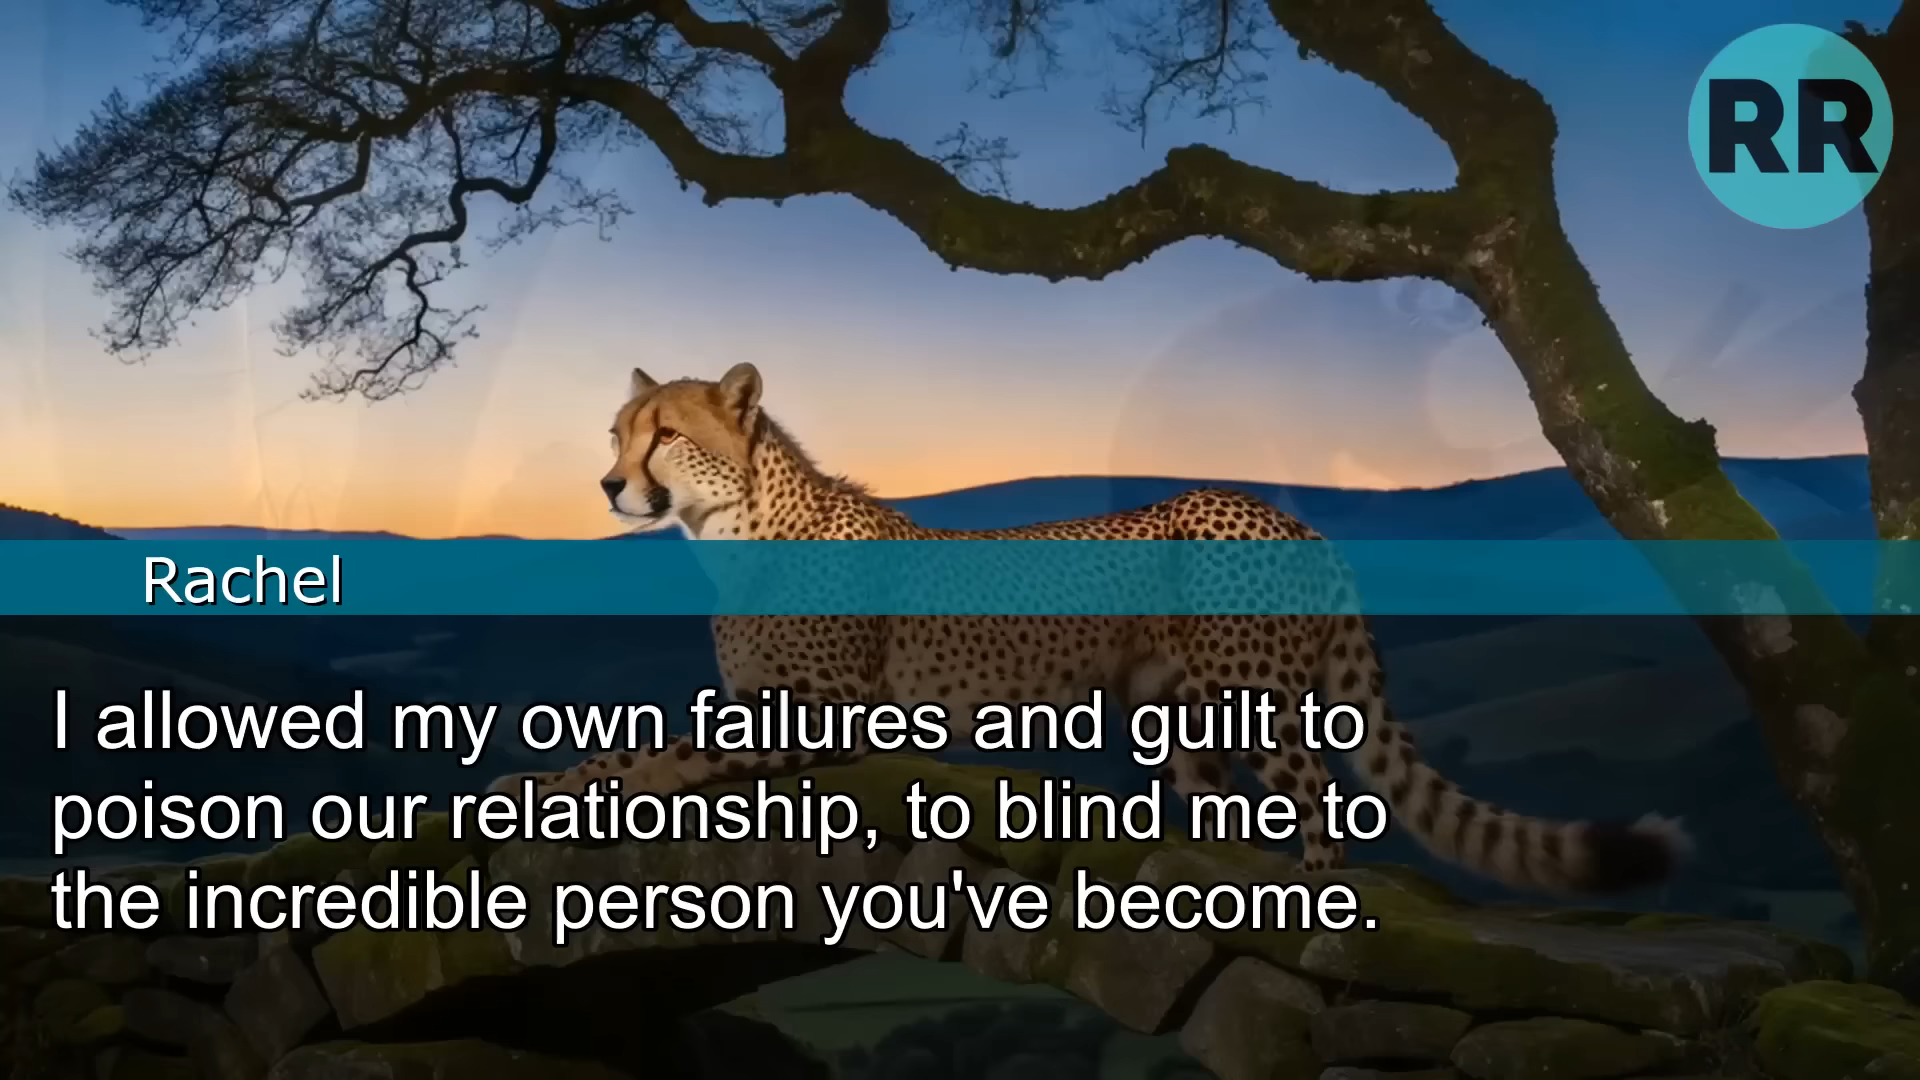 RR
Rachel
I allowed my own failures and guilt to
poison our relationship, to blind me to
the incredible person you've become.